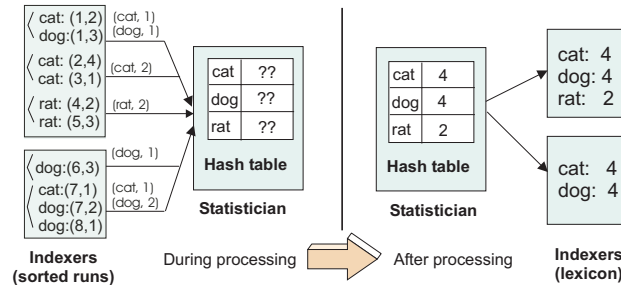 cat: (1,2)
dog:(1,3)
cat: (2,4)
cat: (3,1)
rat: (4,2)
rat: (5,3)
dog:(6,3)
cat:(7,1)
dog:(7,2)
dog:(8,1)
Indexers
(sorted runs)
(cat, 1)
(dog, 1)
(cat, 2)
(rat, 2)
(dog, 1)
(cat, 1)
(dog, 2)
cat ??
dog ??
rat ??
Hash table
Statistician
During processing
cat 4
dog 4
rat 2
Hash table
Statistician
After processing
cat: 4
dog: 4
rat: 2
cat: 4
dog: 4
Indexers
(lexicon)